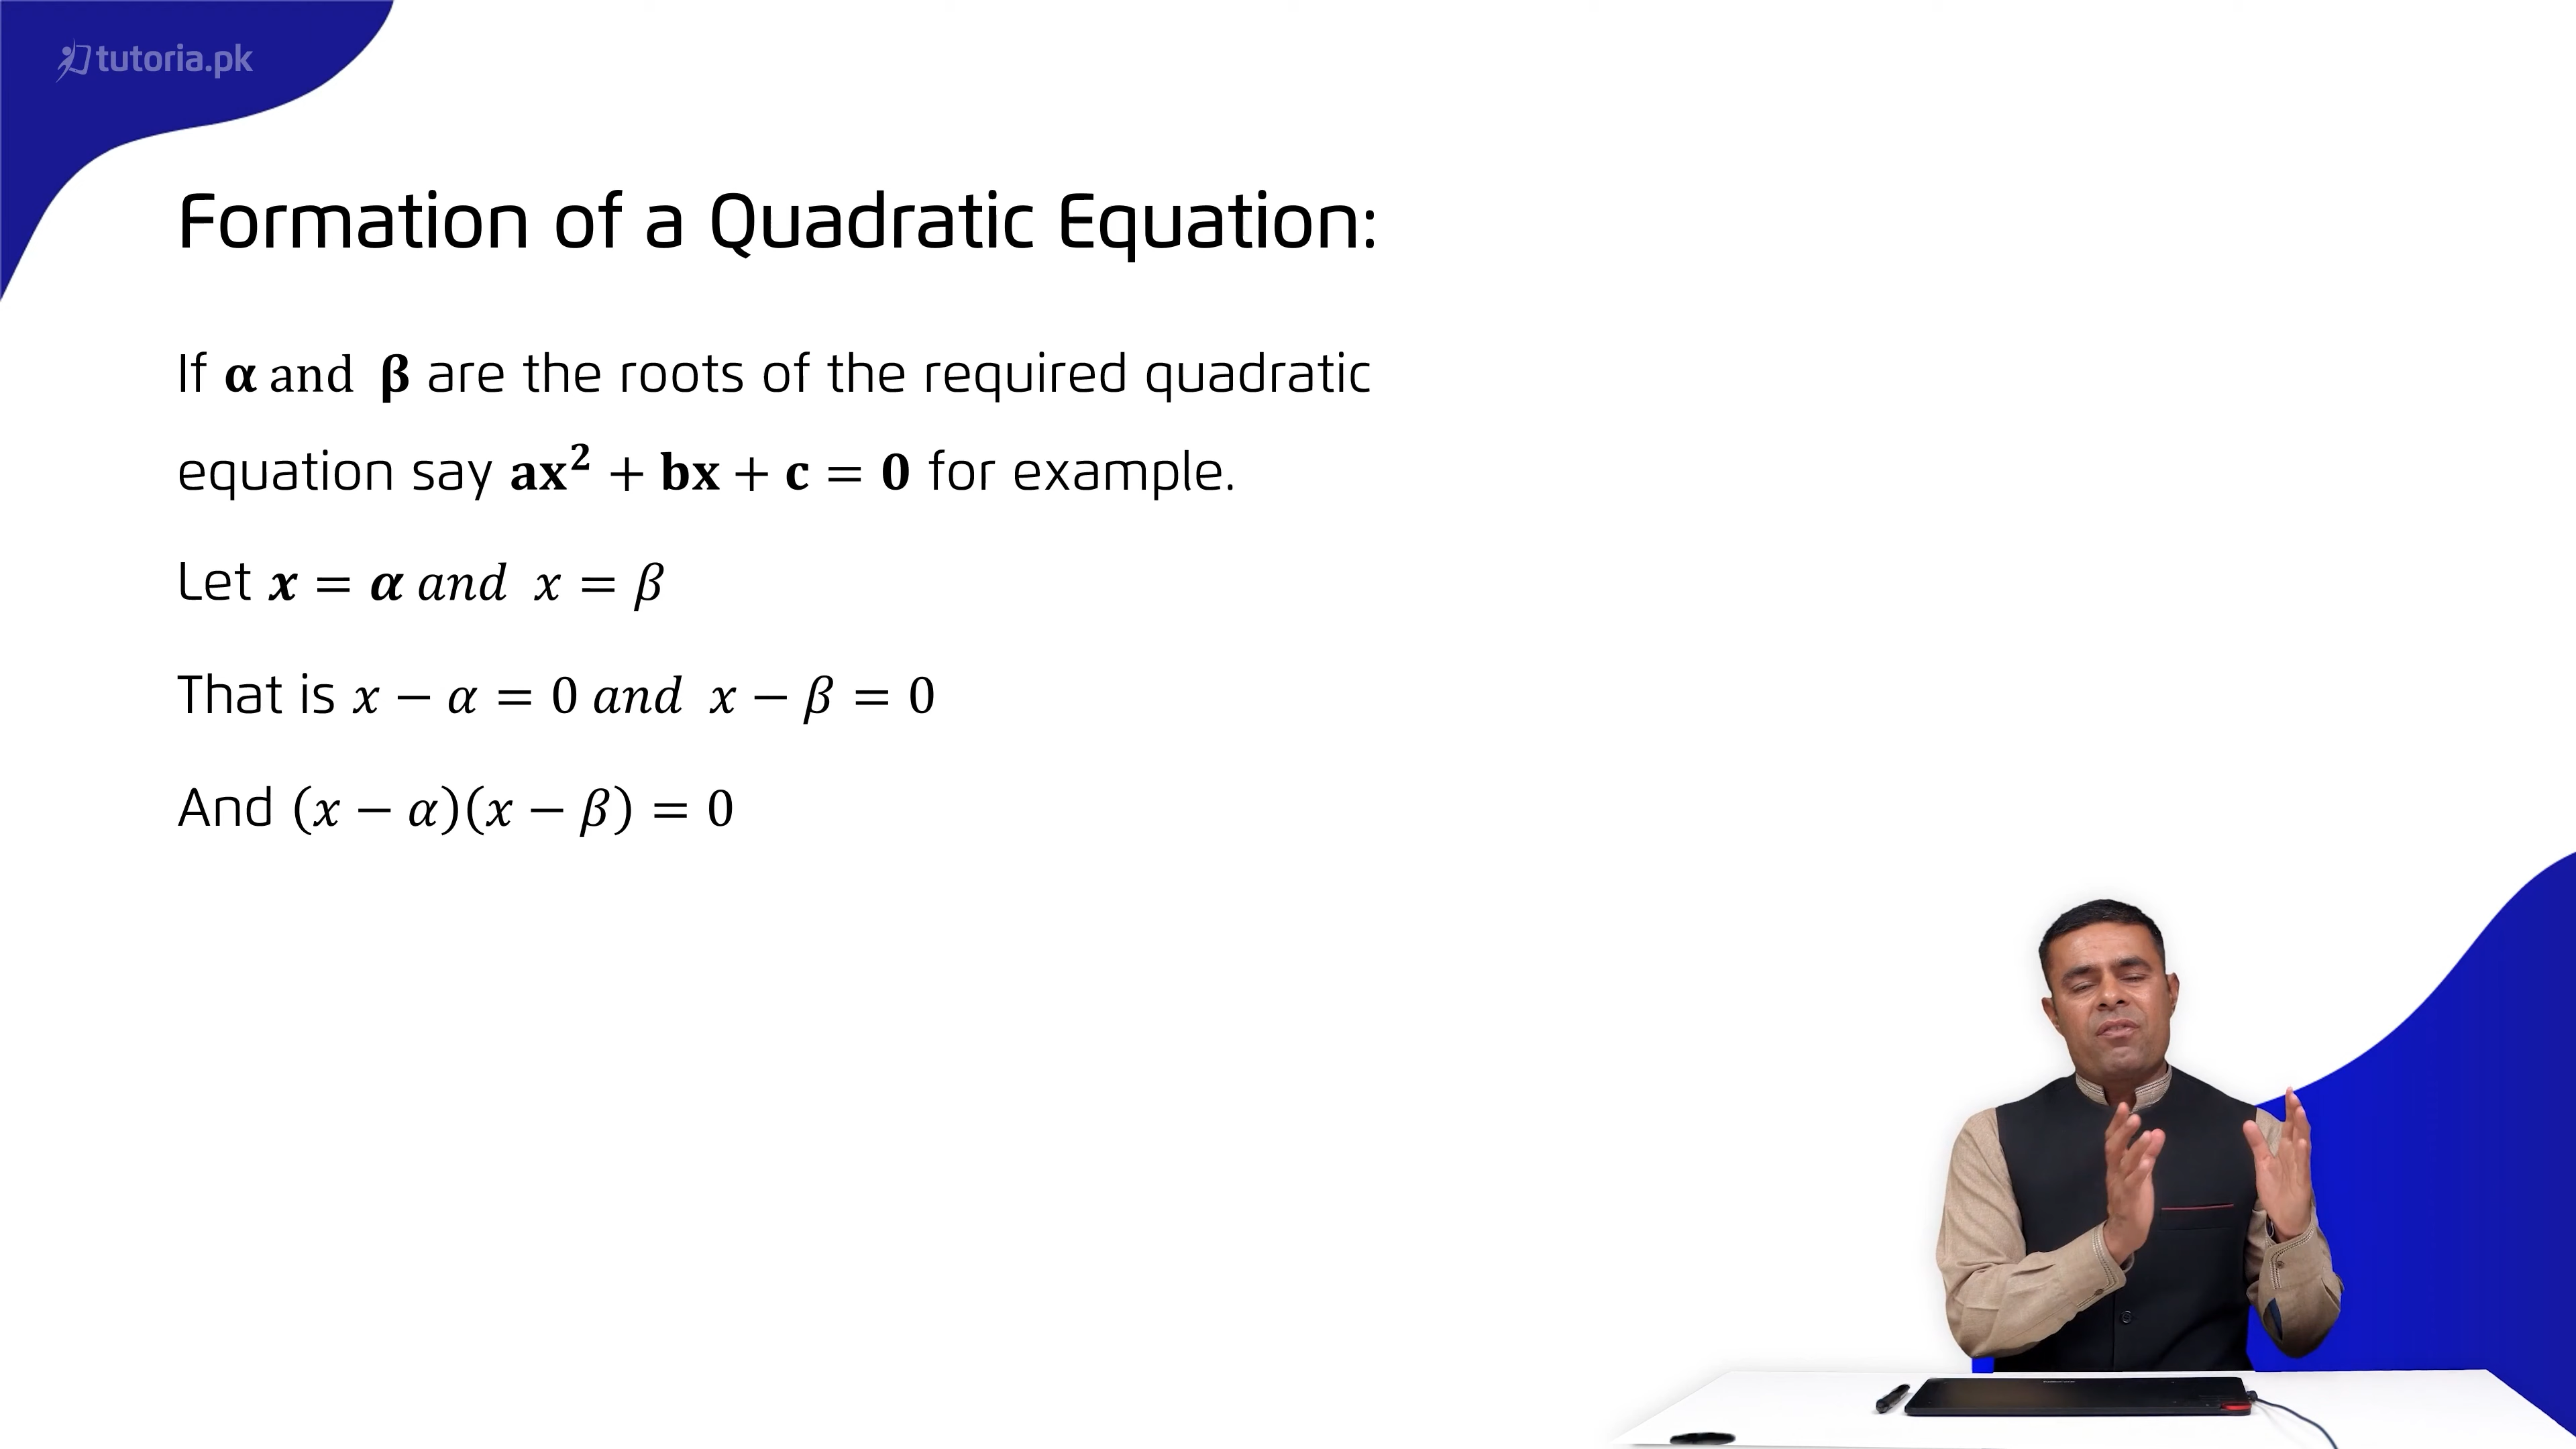 tutoria.pk
Formation of a Quadratic Equation:
If α and β are the roots of the required quadratic
equation say ax² + bx + c = 0 for example.
Let x = α and x = β
That is x − α = 0 and x − β = 0
And (x − α)(x − β) = 0